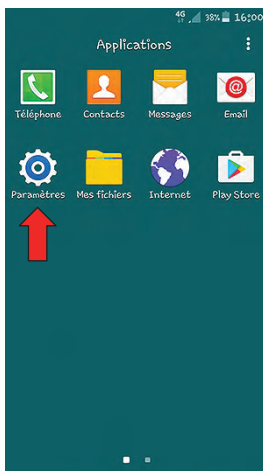 4G 38% 16:00
Applications
Téléphone Contacts Messages Email
Paramètres Mes fichiers Internet Play Store